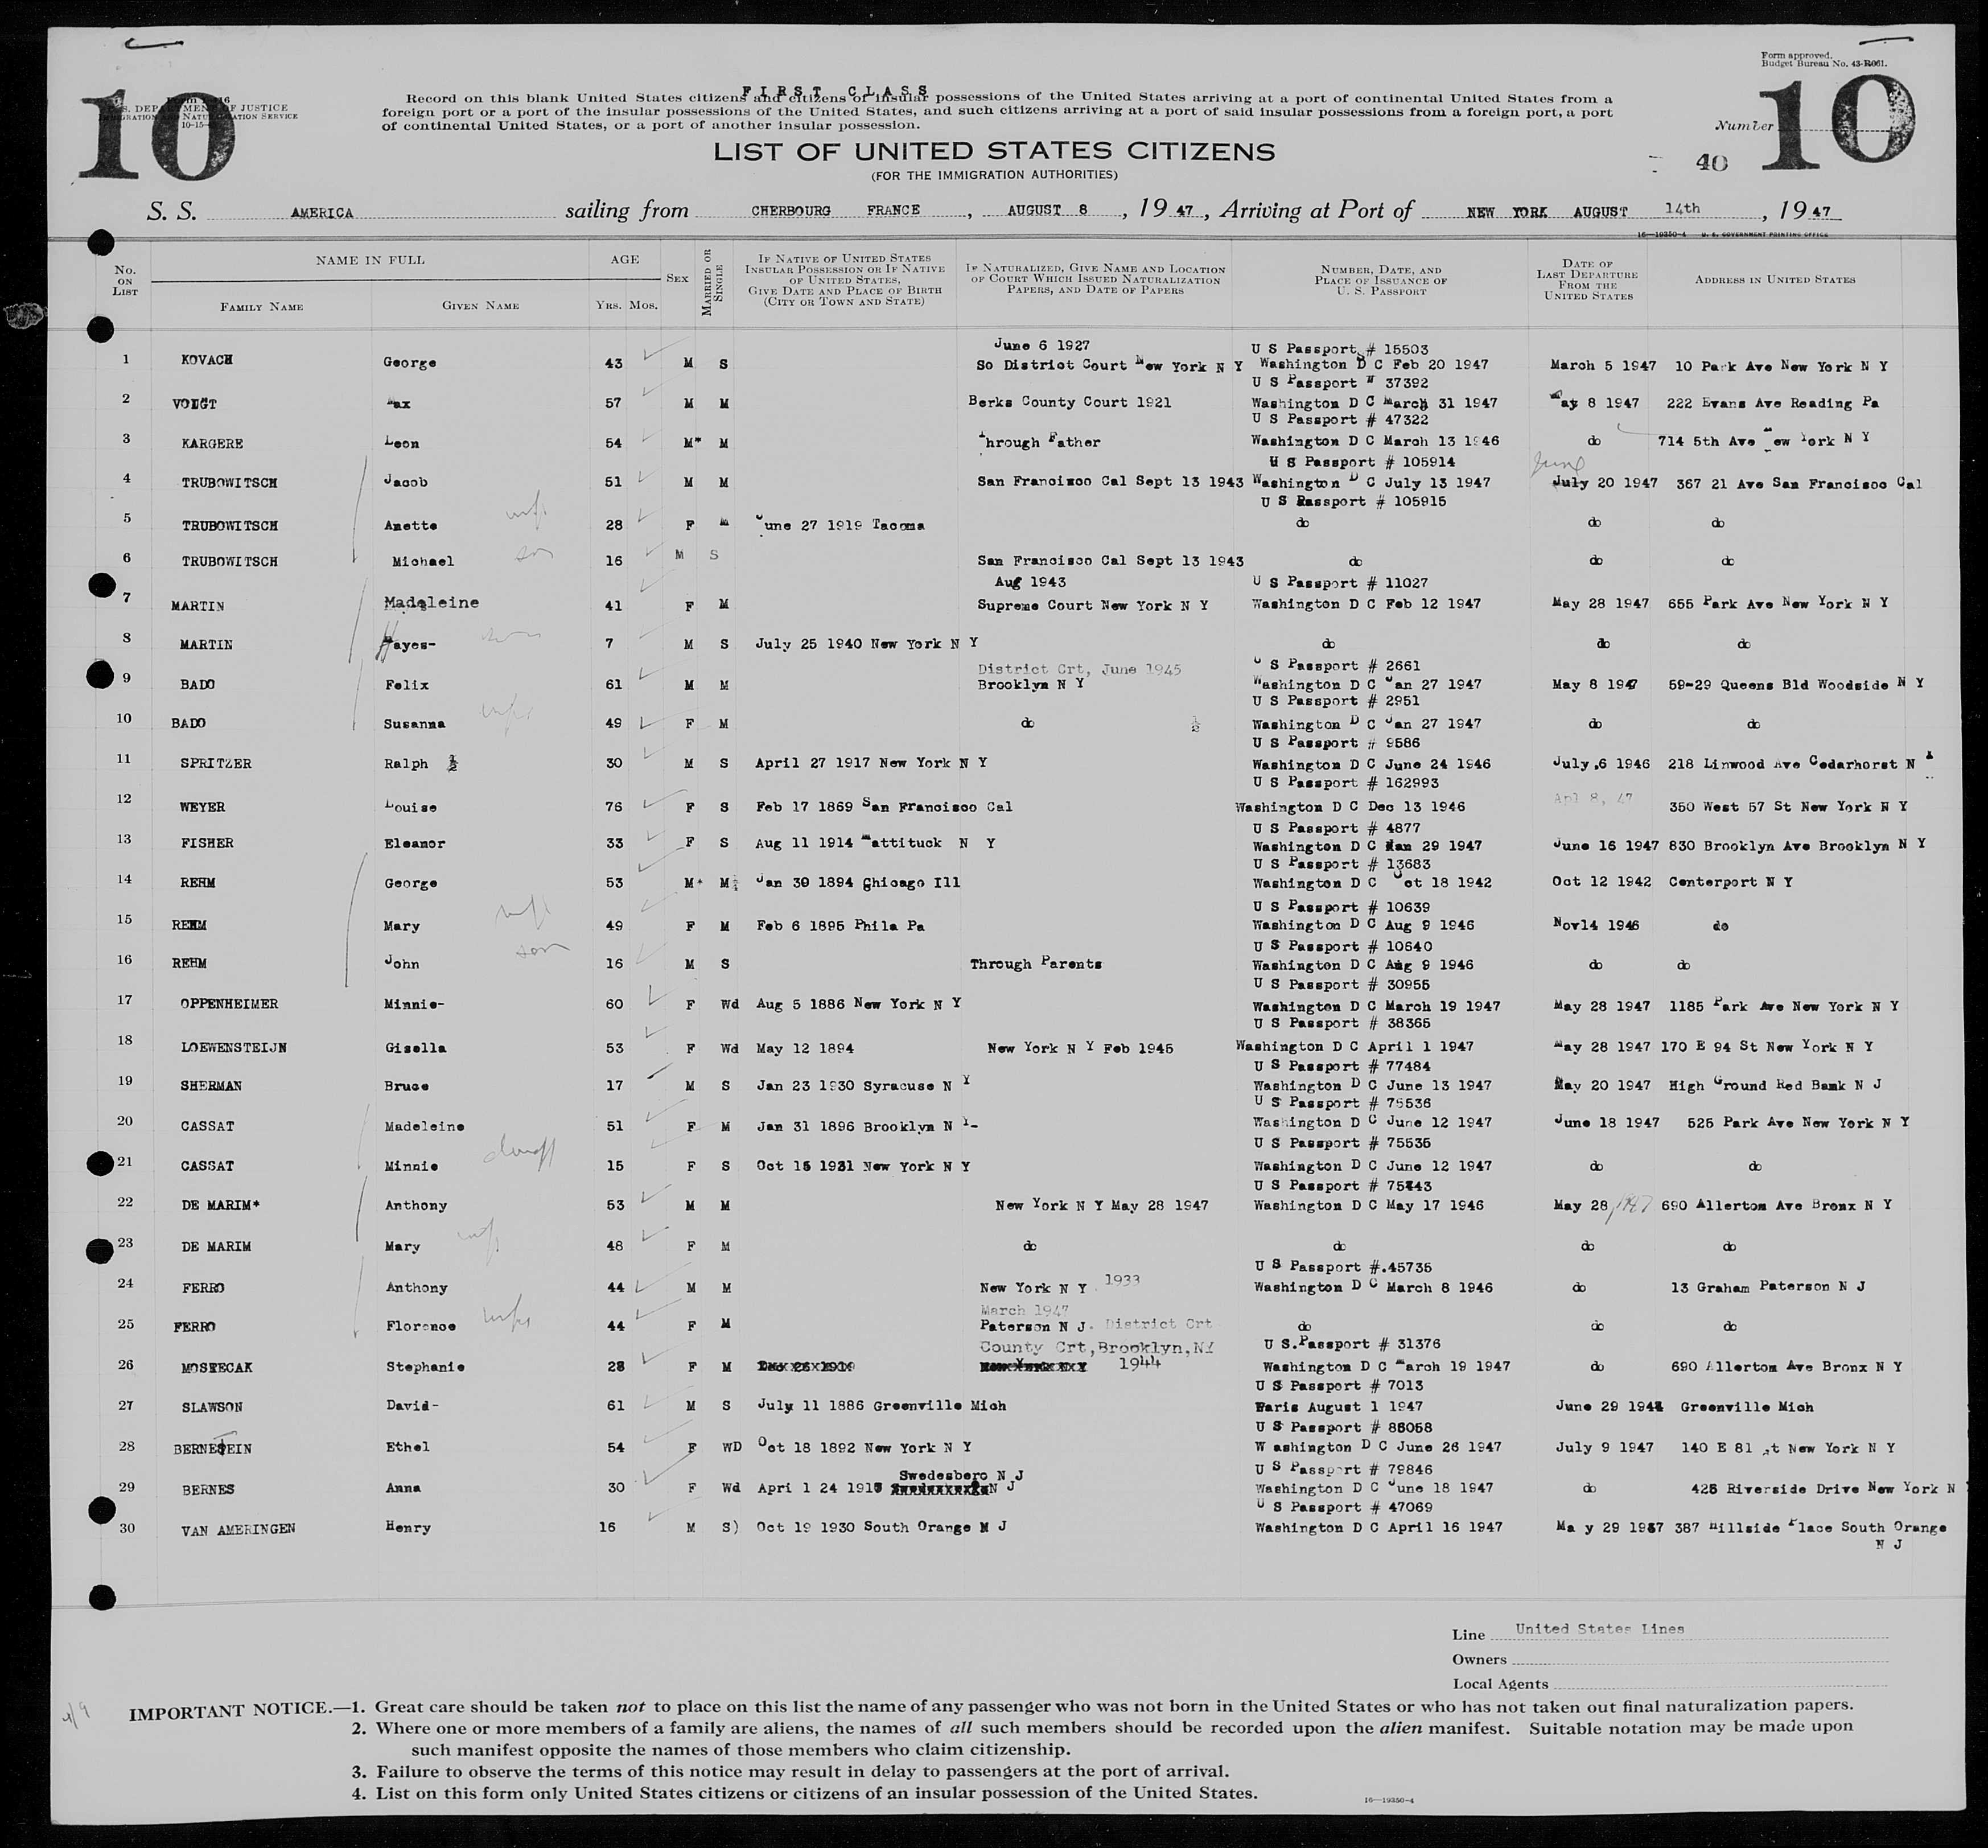 Form approved.
Budget Bureau No. 43-R061.
10
10
U. S. DEPARTMENT OF JUSTICE
IMMIGRATION AND NATURALIZATION SERVICE
FIRST CLASS
Record on this blank United States citizens and citizens of insular possessions of the United States arriving at a port of continental United States from a
foreign port or a port of the insular possessions of the United States, and such citizens arriving at a port of said insular possessions from a foreign port, a port
of continental United States, or a port of another insular possession.
Number
40
LIST OF UNITED STATES CITIZENS
(FOR THE IMMIGRATION AUTHORITIES)
S. S. AMERICA sailing from CHERBOURG FRANCE, AUGUST 8, 1947, Arriving at Port of NEW YORK AUGUST 14th, 1947
16—19350-4 U. S. GOVERNMENT PRINTING OFFICE
No. on List
NAME IN FULL
Family Name
Given Name
AGE
Yrs. Mos.
Sex
Married or Single
If Native of United States Insular Possession or If Native of United States, Give Date and Place of Birth (City or Town and State)
If Naturalized, Give Name and Location of Court Which Issued Naturalization Papers, and Date of Papers
Number, Date, and Place of Issuance of U. S. Passport
Date of Last Departure From the United States
Address in United States
June 6 1927 U S Passport # 15503
1 KOVACH George 43 M S So District Court New York N Y Washington D C Feb 20 1947 March 5 1947 10 Park Ave New York N Y
U S Passport # 37392
2 VOIGT Max 57 M M Berks County Court 1921 Washington D C March 31 1947 May 8 1947 222 Evans Ave Reading Pa
U S Passport # 47322
3 KARGERE Leon 54 M* M Through Father Washington D C March 13 1946 do 714 5th Ave New York N Y
U S Passport # 105914 June
4 TRUBOWITSCH Jacob 51 M M San Francisco Cal Sept 13 1943 Washington D C July 13 1947 July 20 1947 367 21 Ave San Francisco Cal
U S Passport # 105915
5 TRUBOWITSCH Anette wife 28 F M June 27 1919 Tacoma do do do
6 TRUBOWITSCH Michael son 16 M S San Francisco Cal Sept 13 1943 do do do
Aug 1943 U S Passport # 11027
7 MARTIN Madeleine 41 F M Supreme Court New York N Y Washington D C Feb 12 1947 May 28 1947 655 Park Ave New York N Y
8 MARTIN Hayes- 7 M S July 25 1940 New York N Y do do do
District Crt, June 1945 U S Passport # 2661
9 BADO Felix 61 M M Brooklyn N Y Washington D C Jan 27 1947 May 8 1947 59-29 Queens Bld Woodside N Y
U S Passport # 2951
10 BADO Susanna wife 49 F M do ½ Washington D C Jan 27 1947 do do
U S Passport # 9586
11 SPRITZER Ralph ½ 30 M S April 27 1917 New York N Y Washington D C June 24 1946 July.6 1946 218 Linwood Ave Cedarhorst N
U S Passport # 162993
12 WEYER Louise 76 F S Feb 17 1869 San Francisco Cal Washington D C Dec 13 1946 Apl 8, 47 350 West 57 St New York N Y
U S Passport # 4877
13 FISHER Eleanor 33 F S Aug 11 1914 Mattituck N Y Washington D C Jan 29 1947 June 16 1947 830 Brooklyn Ave Brooklyn N Y
U S Passport # 13683
14 REHM George 53 M* M Jan 30 1894 Chicago Ill Washington D C Oct 18 1942 Oct 12 1942 Centerport N Y
U S Passport # 10639
15 REHM Mary wife 49 F M Feb 6 1895 Phila Pa Washington D C Aug 9 1946 Nov14 1946 do
U S Passport # 10640
16 REHM John son 16 M S Through Parents Washington D C Aug 9 1946 do do
U S Passport # 30955
17 OPPENHEIMER Minnie- 60 F Wd Aug 5 1886 New York N Y Washington D C March 19 1947 May 28 1947 1185 Park Ave New York N Y
U S Passport # 38365
18 LOEWENSTEIJN Gisella 53 F Wd May 12 1894 New York N Y Feb 1945 Washington D C April 1 1947 May 28 1947 170 E 94 St New York N Y
U S Passport # 77484
19 SHERMAN Bruce 17 M S Jan 23 1930 Syracuse N Y Washington D C June 13 1947 May 20 1947 High Ground Red Bank N J
U S Passport # 75536
20 CASSAT Madeleine 51 F M Jan 31 1896 Brooklyn N Y- Washington D C June 12 1947 June 18 1947 525 Park Ave New York N Y
U S Passport # 75535
21 CASSAT Minnie 15 F S Oct 15 1931 New York N Y Washington D C June 12 1947 do do
U S Passport # 75843
22 DE MARIM* Anthony 53 M M New York N Y May 28 1947 Washington D C May 17 1946 May 28, 1947 690 Allerton Ave Bronx N Y
23 DE MARIM Mary wife 48 F M do do do do
U S Passport #.45735
24 FERRO Anthony 44 M M New York N Y 1933 Washington D C March 8 1946 do 13 Graham Paterson N J
March 1947
25 FERRO Florence wife 44 F M Paterson N J. District Crt do do do
County Crt, Brooklyn, NY U S.Passport # 31376
26 MOSTECAK Stephanie 28 F M 1944 Washington D C March 19 1947 do 690 Allerton Ave Bronx N Y
U S Passport # 7013
27 SLAWSON David- 61 M S July 11 1886 Greenville Mich Paris August 1 1947 June 29 194 Greenville Mich
U S Passport # 86058
28 BERNSTEIN Ethel 54 F WD Oct 18 1892 New York N Y W ashington D C June 26 1947 July 9 1947 140 E 81 st New York N Y
Swedesboro N J U S Passport # 79846
29 BERNES Anna 30 F Wd Apri l 24 1917 N J Washington D C June 18 1947 do 425 Riverside Drive New York N
U S Passport # 47069
30 VAN AMERINGEN Henry 16 M S) Oct 19 1930 South Orange N J Washington D C April 16 1947 Ma y 29 1947 387 Hillside Place South Orange
N J
Line United States Lines
Owners
Local Agents
IMPORTANT NOTICE.—1. Great care should be taken not to place on this list the name of any passenger who was not born in the United States or who has not taken out final naturalization papers.
2. Where one or more members of a family are aliens, the names of all such members should be recorded upon the alien manifest. Suitable notation may be made upon
such manifest opposite the names of those members who claim citizenship.
3. Failure to observe the terms of this notice may result in delay to passengers at the port of arrival.
4. List on this form only United States citizens or citizens of an insular possession of the United States.
16—19350-4